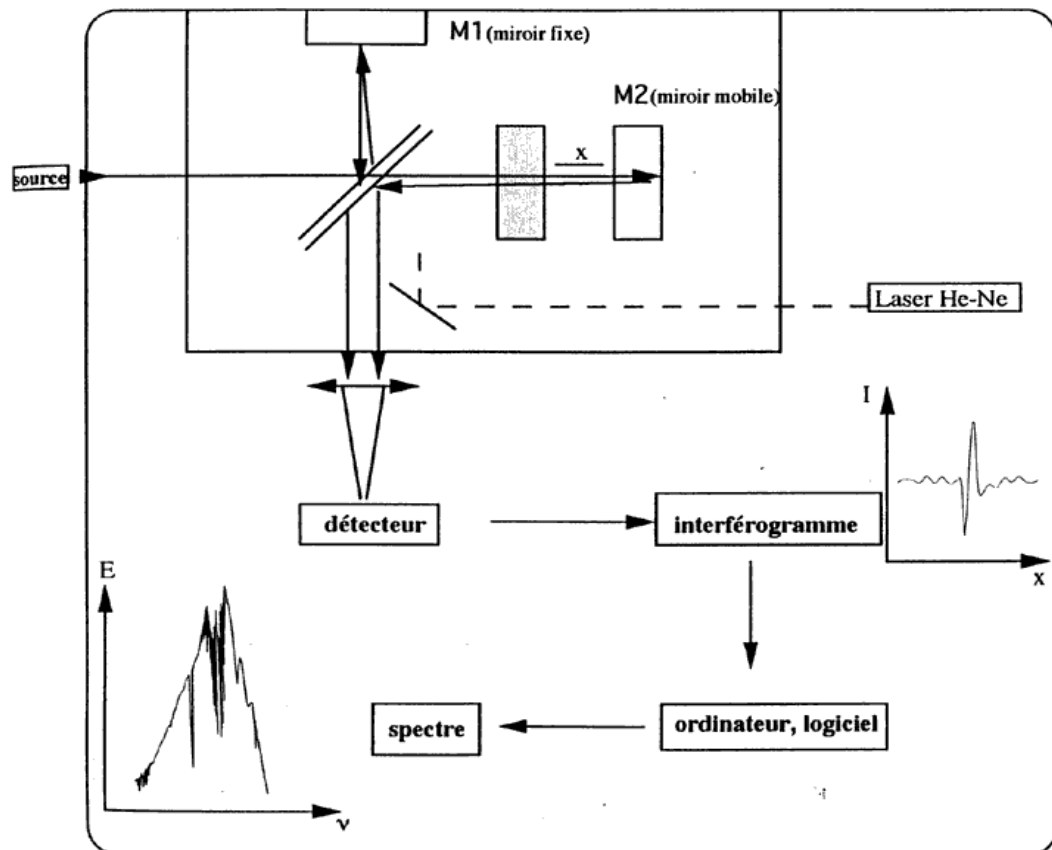 M1 (miroir fixe)
M2 (miroir mobile)
source
x
Laser He-Ne
I
détecteur
interférogramme
x
E
spectre
ordinateur, logiciel
ν